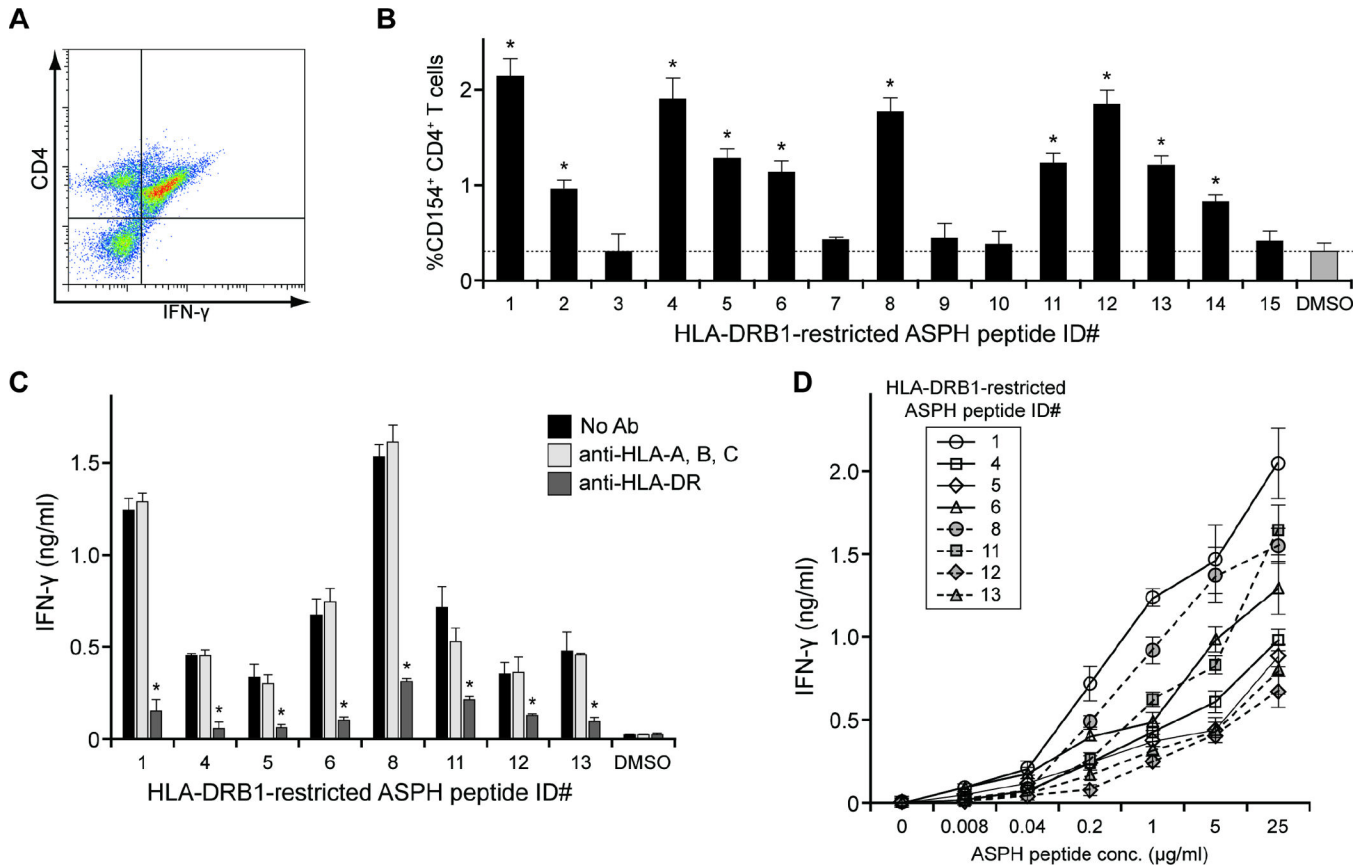 A
CD4
IFN-γ
B
%CD154⁺ CD4⁺ T cells
2
1
0
* * * * * * * * * *
1 2 3 4 5 6 7 8 9 10 11 12 13 14 15 DMSO
HLA-DRB1-restricted ASPH peptide ID#
C
IFN-γ (ng/ml)
1.5
1.0
0.5
0
No Ab
anti-HLA-A, B, C
anti-HLA-DR
* * * * * * * *
1 4 5 6 8 11 12 13 DMSO
HLA-DRB1-restricted ASPH peptide ID#
D
HLA-DRB1-restricted
ASPH peptide ID#
1
4
5
6
8
11
12
13
IFN-γ (ng/ml)
2.0
1.5
1.0
0.5
0
0 0.008 0.04 0.2 1 5 25
ASPH peptide conc. (μg/ml)